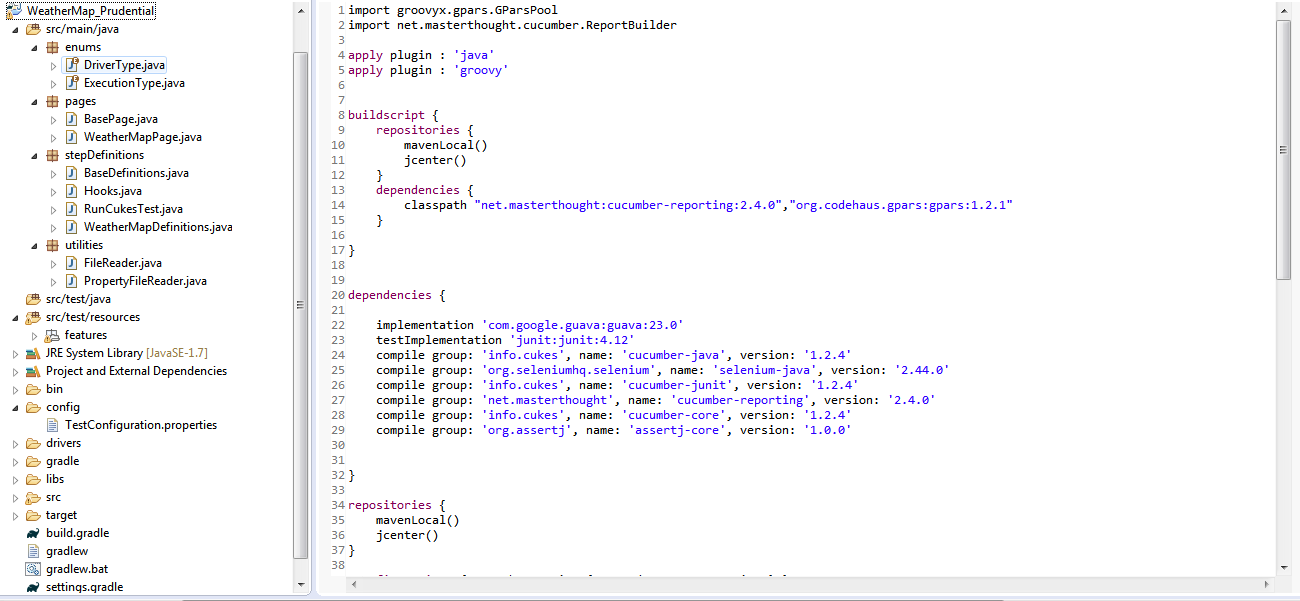 WeatherMap_Prudential
src/main/java
enums
DriverType.java
ExecutionType.java
pages
BasePage.java
WeatherMapPage.java
stepDefinitions
BaseDefinitions.java
Hooks.java
RunCukesTest.java
WeatherMapDefinitions.java
utilities
FileReader.java
PropertyFileReader.java
src/test/java
src/test/resources
features
JRE System Library [JavaSE-1.7]
Project and External Dependencies
bin
config
TestConfiguration.properties
drivers
gradle
libs
src
target
build.gradle
gradlew
gradlew.bat
settings.gradle
1 import groovyx.gpars.GParsPool
2 import net.masterthought.cucumber.ReportBuilder
3
4 apply plugin : 'java'
5 apply plugin : 'groovy'
6
7
8 buildscript {
9     repositories {
10         mavenLocal()
11         jcenter()
12     }
13     dependencies {
14         classpath "net.masterthought:cucumber-reporting:2.4.0","org.codehaus.gpars:gpars:1.2.1"
15     }
16
17 }
18
19
20 dependencies {
21
22     implementation 'com.google.guava:guava:23.0'
23     testImplementation 'junit:junit:4.12'
24     compile group: 'info.cukes', name: 'cucumber-java', version: '1.2.4'
25     compile group: 'org.seleniumhq.selenium', name: 'selenium-java', version: '2.44.0'
26     compile group: 'info.cukes', name: 'cucumber-junit', version: '1.2.4'
27     compile group: 'net.masterthought', name: 'cucumber-reporting', version: '2.4.0'
28     compile group: 'info.cukes', name: 'cucumber-core', version: '1.2.4'
29     compile group: 'org.assertj', name: 'assertj-core', version: '1.0.0'
30
31
32 }
33
34 repositories {
35     mavenLocal()
36     jcenter()
37 }
38